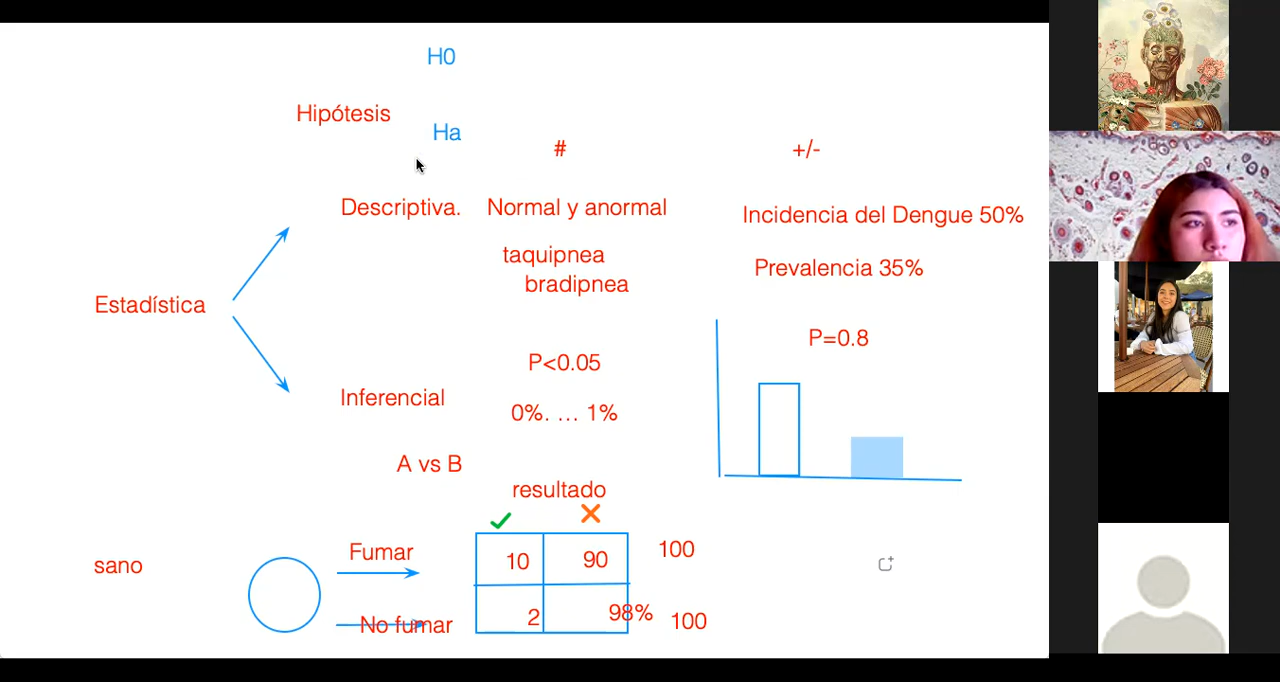 H0
Hipótesis
Ha
#
+/-
Descriptiva.
Normal y anormal
Incidencia del Dengue 50%
taquipnea
bradipnea
Prevalencia 35%
Estadística
P=0.8
P<0.05
Inferencial
0%. … 1%
A vs B
resultado
Fumar
10
90
100
sano
No fumar
2
98%
100